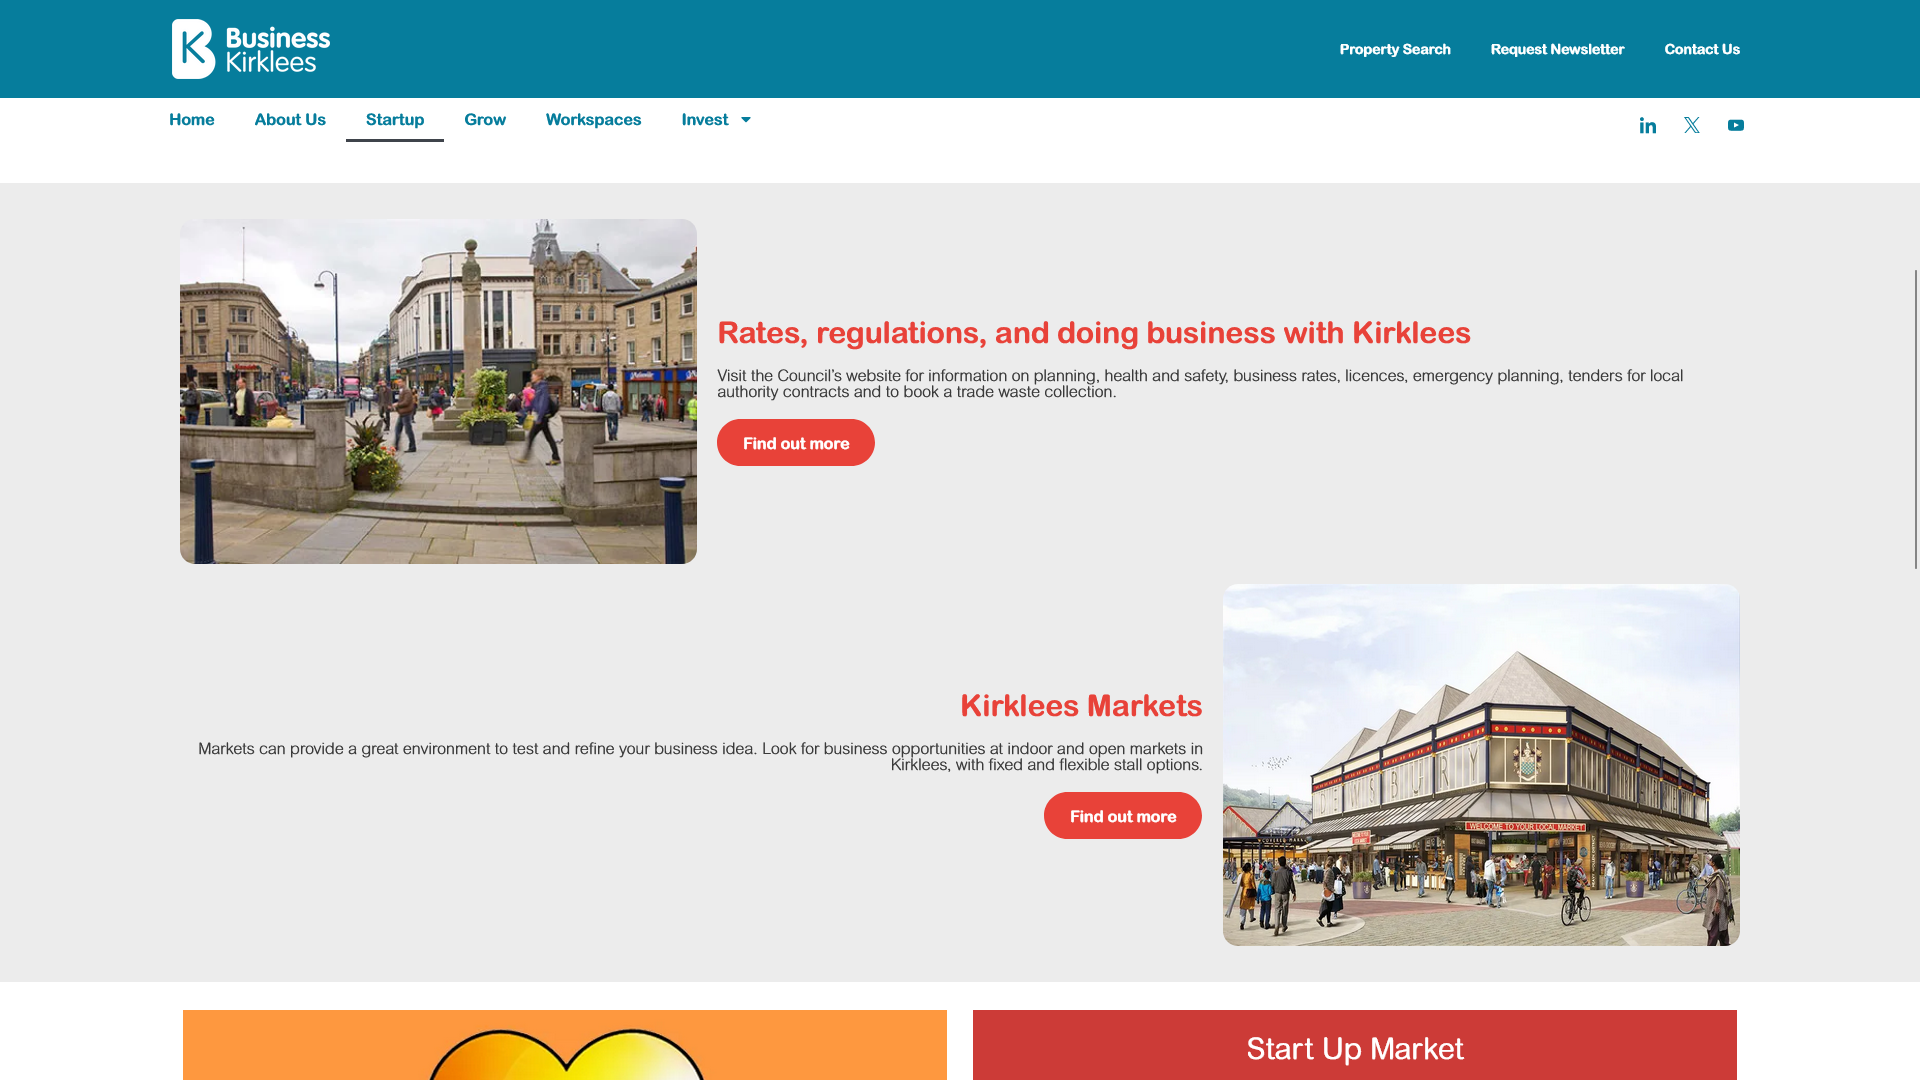 Business
Kirklees
Property Search
Request Newsletter
Contact Us
Home
About Us
Startup
Grow
Workspaces
Invest
Rates, regulations, and doing business with Kirklees
Visit the Council’s website for information on planning, health and safety, business rates, licences, emergency planning, tenders for local
authority contracts and to book a trade waste collection.
Find out more
Kirklees Markets
Markets can provide a great environment to test and refine your business idea. Look for business opportunities at indoor and open markets in
Kirklees, with fixed and flexible stall options.
Find out more
WELCOME TO YOUR LOCAL MARKET
Start Up Market